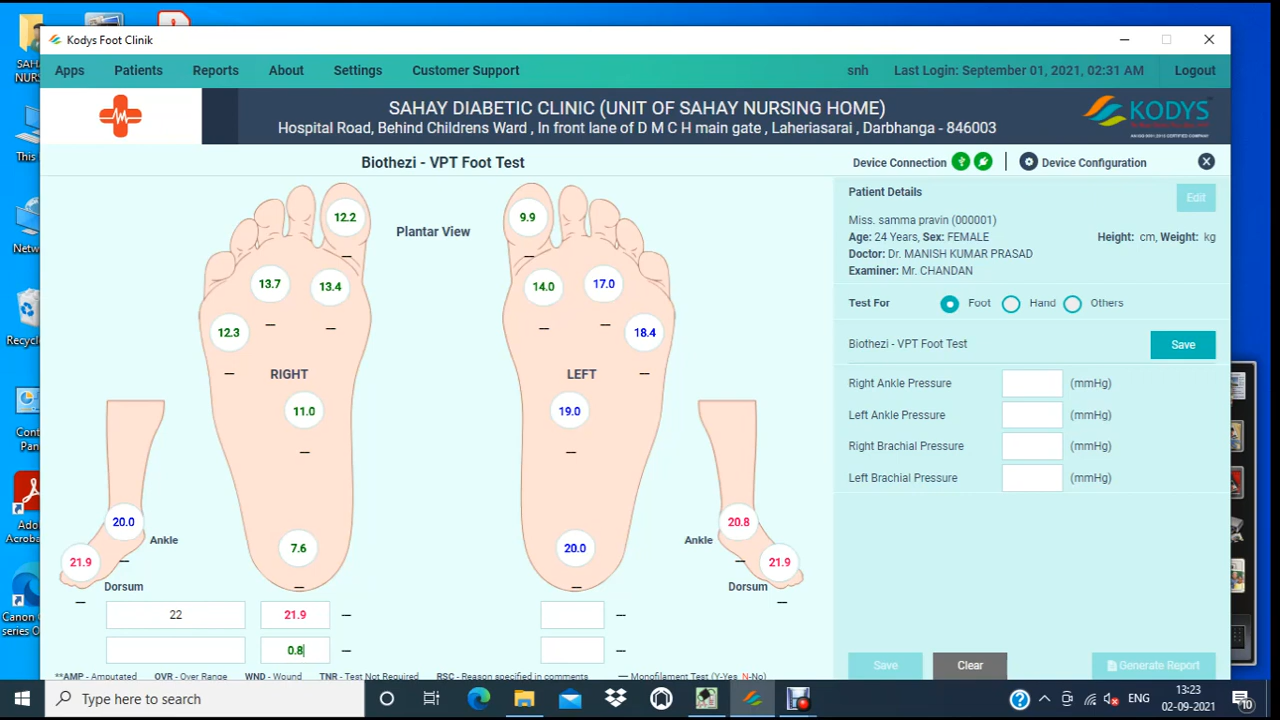 Kodys Foot Clinik
Apps Patients Reports About Settings Customer Support snh Last Login: September 01, 2021, 02:31 AM Logout
SAHAY DIABETIC CLINIC (UNIT OF SAHAY NURSING HOME)
Hospital Road, Behind Childrens Ward , In front lane of D M C H main gate , Laheriasarai , Darbhanga - 846003
KODYS
Biothezi - VPT Foot Test
Device Connection Device Configuration
Plantar View
12.2
13.7 13.4
12.3
RIGHT
11.0
7.6
9.9
14.0 17.0
18.4
LEFT
19.0
20.0
20.0
Ankle
21.9
Dorsum
20.8
Ankle
21.9
Dorsum
22 21.9 —
0.8 —
—
—
**AMP - Amputated OVR - Over Range WND - Wound TNR - Test Not Required RSC - Reason specified in comments — Monofilament Test (Y-Yes N-No)
Patient Details
Edit
Miss. samma pravin (000001)
Age: 24 Years, Sex: FEMALE Height: cm, Weight: kg
Doctor: Dr. MANISH KUMAR PRASAD
Examiner: Mr. CHANDAN
Test For Foot Hand Others
Biothezi - VPT Foot Test Save
Right Ankle Pressure (mmHg)
Left Ankle Pressure (mmHg)
Right Brachial Pressure (mmHg)
Left Brachial Pressure (mmHg)
Save Clear Generate Report
Type here to search
ENG
13:23
02-09-2021
10